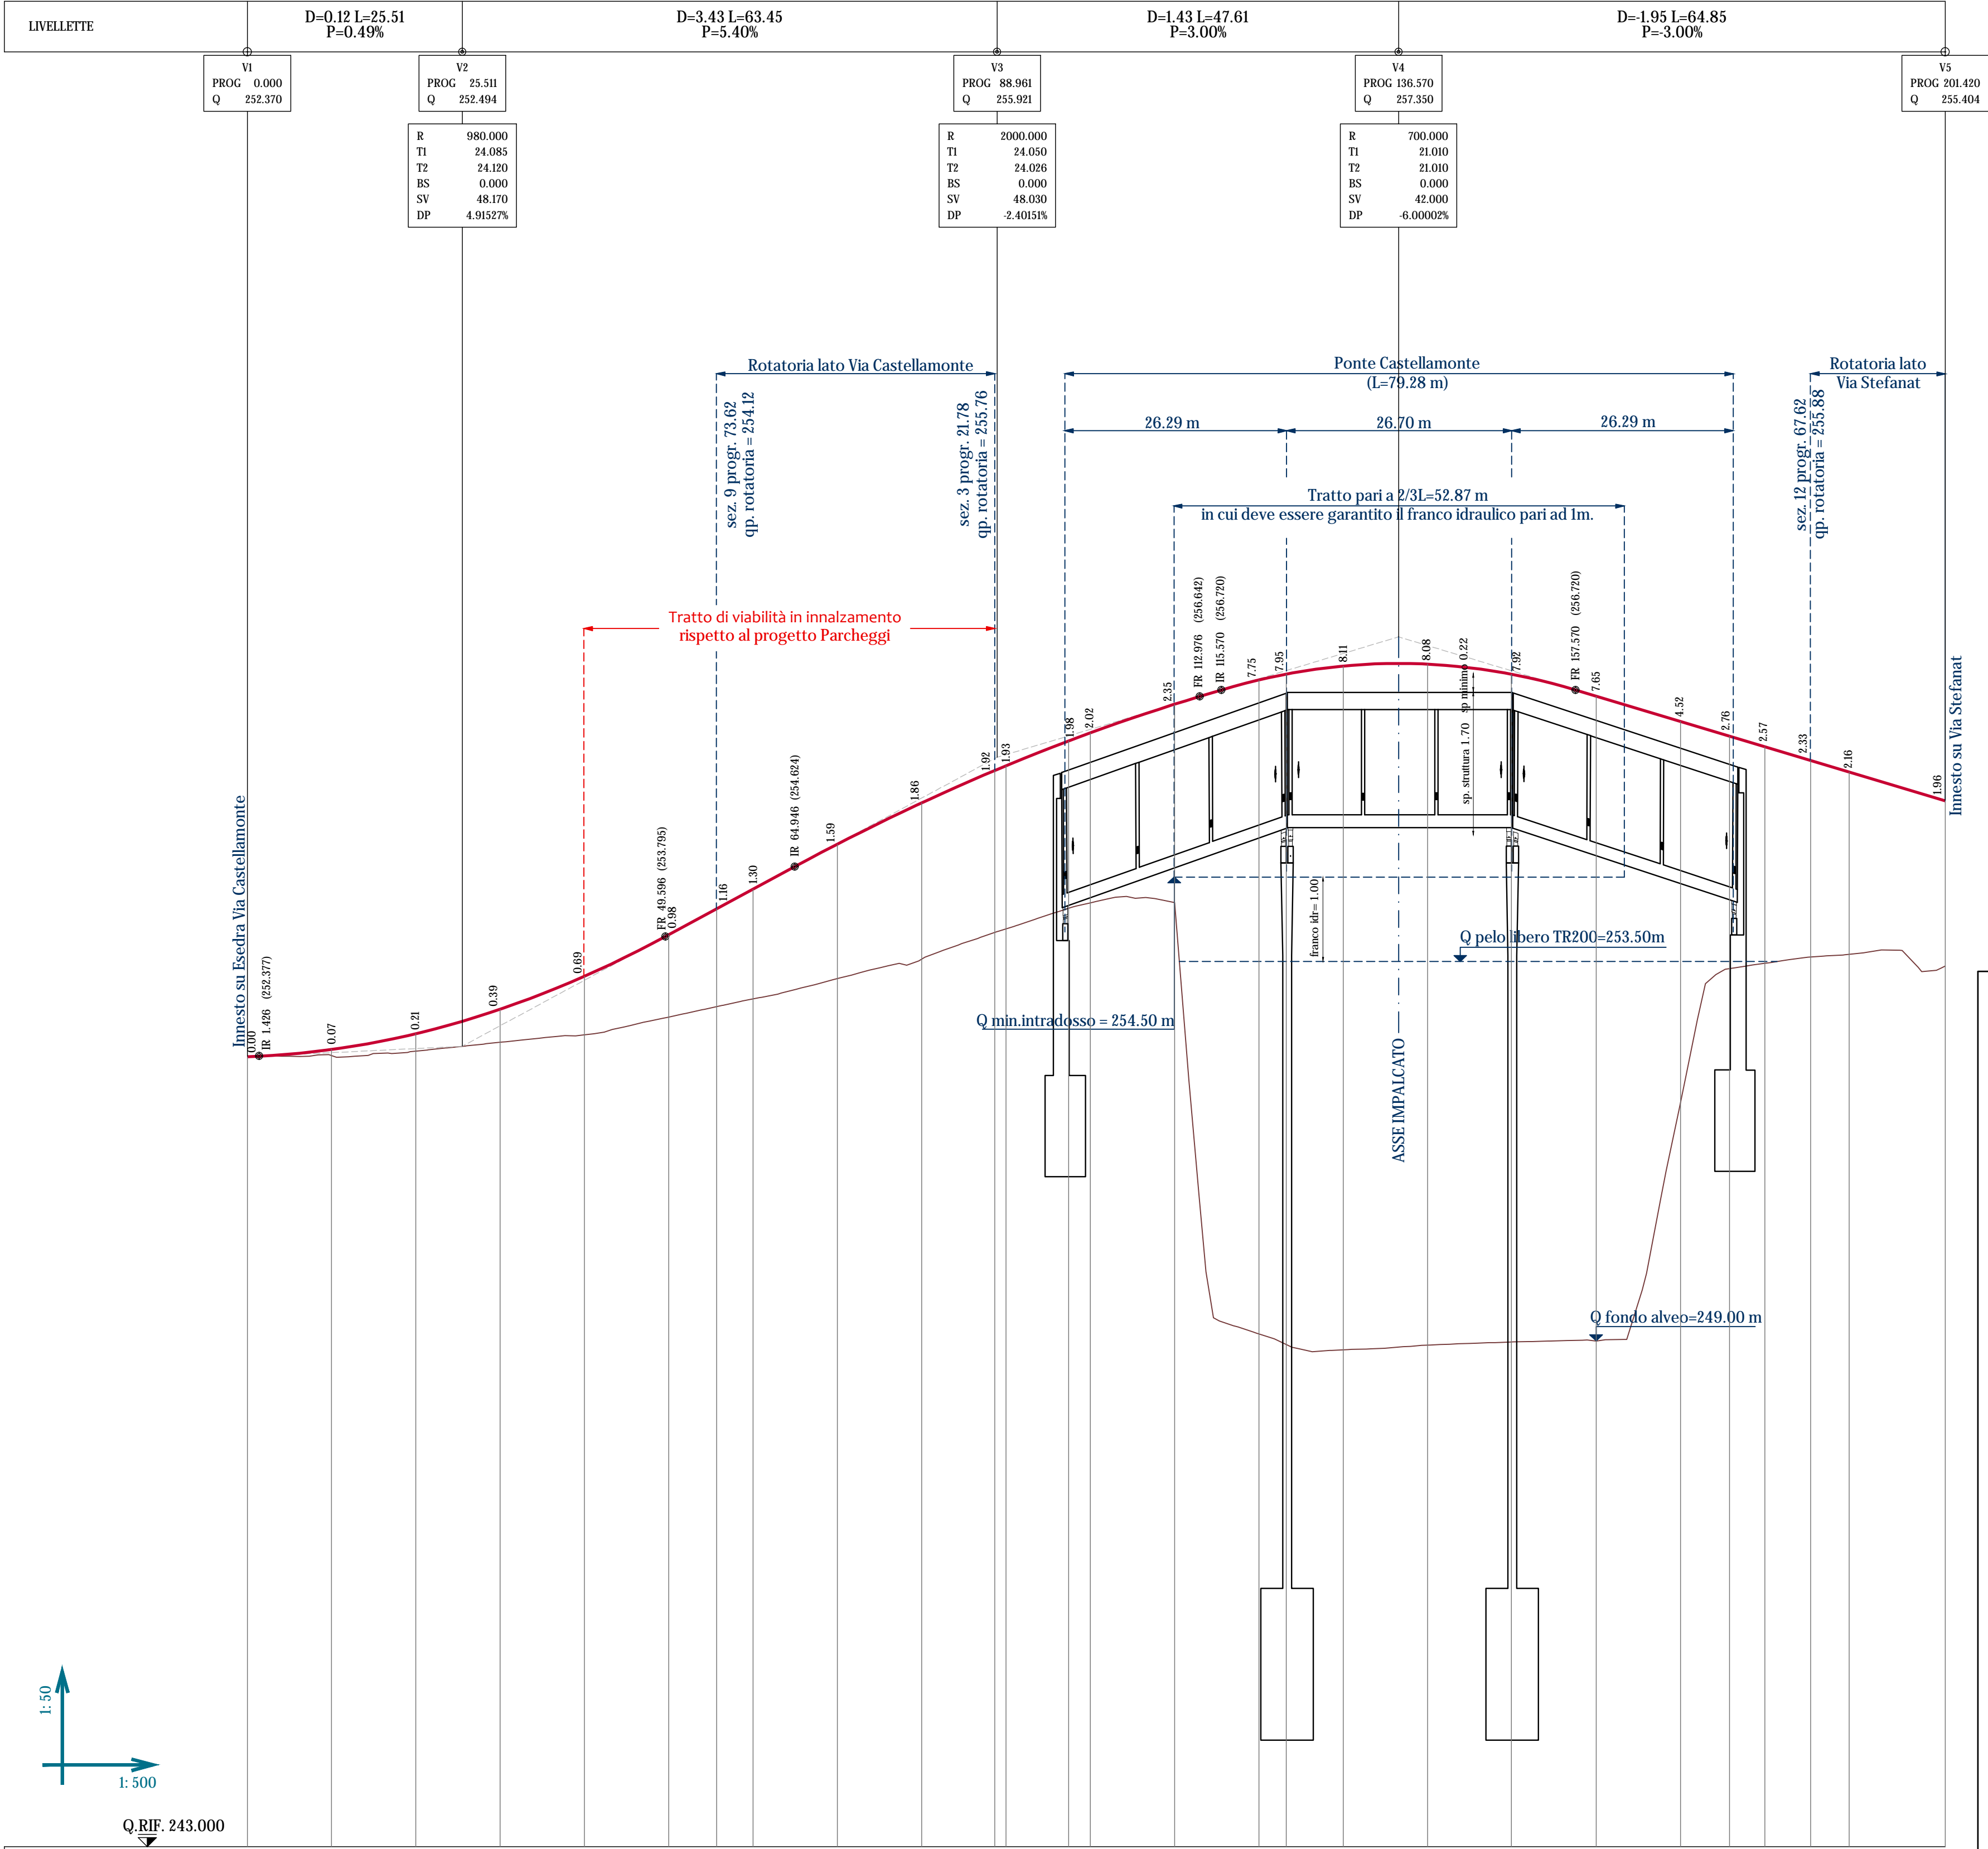 LIVELLETTE
D=0.12 L=25.51
P=0.49%
D=3.43 L=63.45
P=5.40%
D=1.43 L=47.61
P=3.00%
D=-1.95 L=64.85
P=-3.00%
V1
PROG 0.000
Q 252.370
V2
PROG 25.511
Q 252.494
V3
PROG 88.961
Q 255.921
V4
PROG 136.570
Q 257.350
V5
PROG 201.420
Q 255.404
R 980.000
T1 24.085
T2 24.120
BS 0.000
SV 48.170
DP 4.91527%
R 2000.000
T1 24.050
T2 24.026
BS 0.000
SV 48.030
DP -2.40151%
R 700.000
T1 21.010
T2 21.010
BS 0.000
SV 42.000
DP -6.00002%
Rotatoria lato Via Castellamonte
Ponte Castellamonte
(L=79.28 m)
Rotatoria lato
Via Stefanat
26.29 m
26.70 m
26.29 m
sez. 9 progr. 73.62
qp. rotatoria = 254.12
sez. 3 progr. 21.78
qp. rotatoria = 255.76
sez. 12 progr. 67.62
qp. rotatoria = 255.88
Tratto pari a 2/3L=52.87 m
in cui deve essere garantito il franco idraulico pari ad 1m.
Tratto di viabilità in innalzamento
rispetto al progetto Parcheggi
Innesto su Esedra Via Castellamonte
0.00
IR 1.426 (252.377)
0.07
0.21
0.39
0.69
FR 49.596 (253.795)
0.98
1.16
1.30
IR 64.946 (254.624)
1.59
1.86
1.92
1.93
1.98
2.02
2.35
FR 112.976 (256.642)
IR 115.570 (256.720)
7.75
7.95
8.11
8.08
sp minimo 0.22
sp. struttura 1.70
7.92
FR 157.570 (256.720)
7.65
4.52
2.76
2.57
2.33
2.16
1.96
Innesto su Via Stefanat
franco idr= 1.00
Q pelo libero TR200=253.50m
Q min.intradosso = 254.50 m
ASSE IMPALCATO
Q fondo alveo=249.00 m
1: 50
1: 500
Q.RIF. 243.000